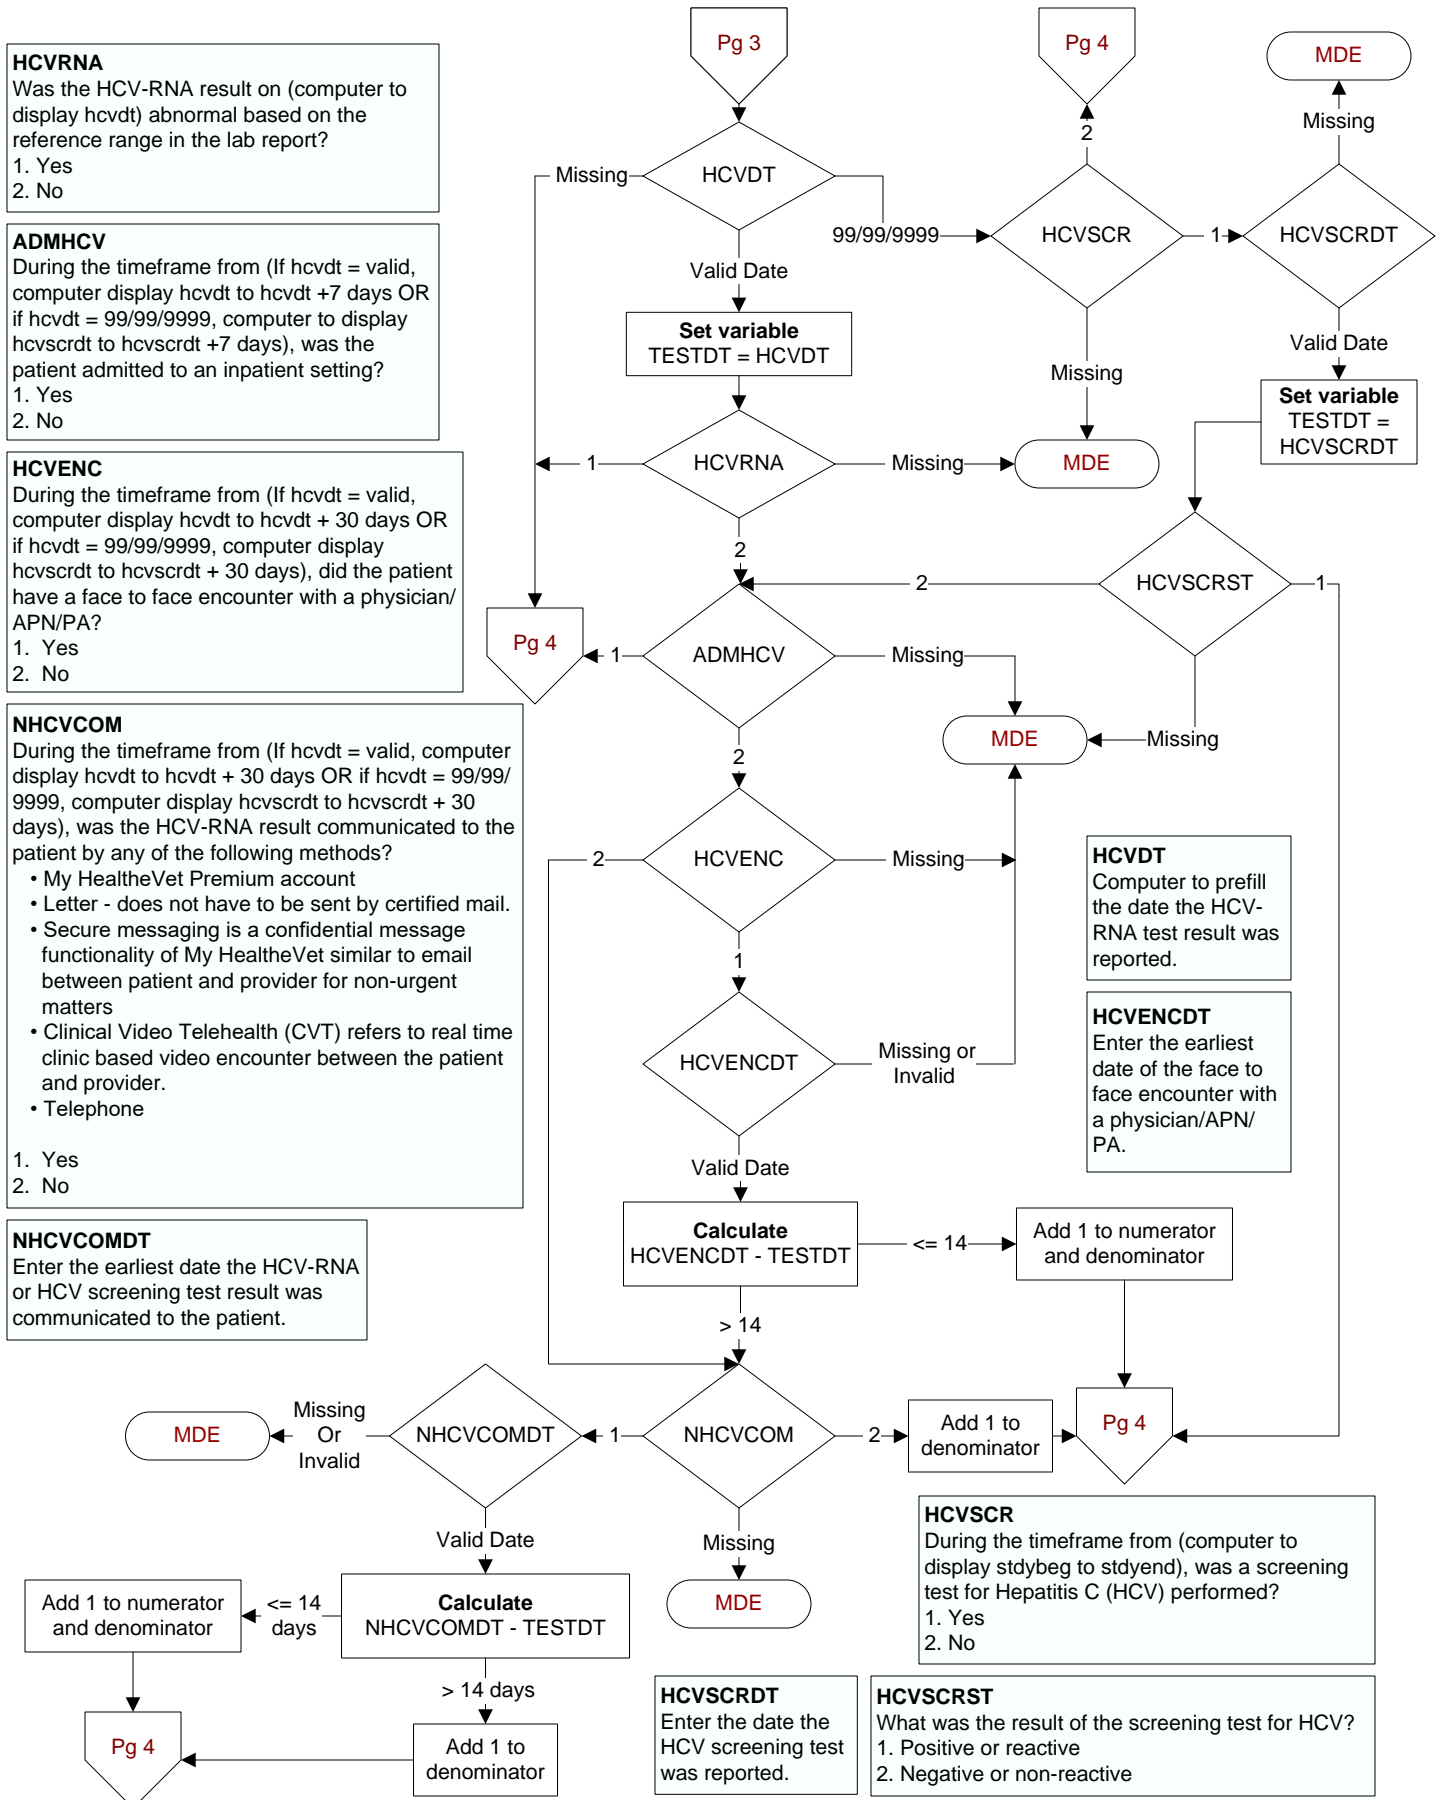 Pg 3
Pg 4
MDE
HCVRNA
Was the HCV-RNA result on (computer to
display hcvdt) abnormal based on the
reference range in the lab report?
1. Yes
2. No
2
Missing
Missing
HCVDT
99/99/9999
HCVSCR
1
HCVSCRDT
ADMHCV
During the timeframe from (If hcvdt = valid,
computer display hcvdt to hcvdt +7 days OR
if hcvdt = 99/99/9999, computer to display
hcvscrdt to hcvscrdt +7 days), was the
patient admitted to an inpatient setting?
1. Yes
2. No
Valid Date
Set variable
TESTDT = HCVDT
Missing
Valid Date
Set variable
TESTDT =
HCVSCRDT
1
HCVRNA
Missing
MDE
HCVENC
During the timeframe from (If hcvdt = valid,
computer display hcvdt to hcvdt + 30 days OR
if hcvdt = 99/99/9999, computer display
hcvscrdt to hcvscrdt + 30 days), did the patient
have a face to face encounter with a physician/
APN/PA?
1. Yes
2. No
2
2
HCVSCRST
1
Pg 4
1
ADMHCV
Missing
MDE
Missing
NHCVCOM
During the timeframe from (If hcvdt = valid, computer
display hcvdt to hcvdt + 30 days OR if hcvdt = 99/99/
9999, computer display hcvscrdt to hcvscrdt + 30
days), was the HCV-RNA result communicated to the
patient by any of the following methods?
• My HealtheVet Premium account
• Letter - does not have to be sent by certified mail.
• Secure messaging is a confidential message
functionality of My HealtheVet similar to email
between patient and provider for non-urgent
matters
• Clinical Video Telehealth (CVT) refers to real time
clinic based video encounter between the patient
and provider.
• Telephone
1. Yes
2. No
2
2
HCVENC
Missing
HCVDT
Computer to prefill
the date the HCV-
RNA test result was
reported.
1
HCVENCDT
Missing or
Invalid
HCVENCDT
Enter the earliest
date of the face to
face encounter with
a physician/APN/
PA.
Valid Date
Calculate
HCVENCDT - TESTDT
<= 14
Add 1 to numerator
and denominator
NHCVCOMDT
Enter the earliest date the HCV-RNA
or HCV screening test result was
communicated to the patient.
> 14
MDE
Missing
Or
Invalid
NHCVCOMDT
1
NHCVCOM
2
Add 1 to
denominator
Pg 4
Valid Date
Missing
MDE
HCVSCR
During the timeframe from (computer to
display stdybeg to stdyend), was a screening
test for Hepatitis C (HCV) performed?
1. Yes
2. No
Add 1 to numerator
and denominator
<= 14
days
Calculate
NHCVCOMDT - TESTDT
> 14 days
Pg 4
Add 1 to
denominator
HCVSCRDT
Enter the date the
HCV screening test
was reported.
HCVSCRST
What was the result of the screening test for HCV?
1. Positive or reactive
2. Negative or non-reactive